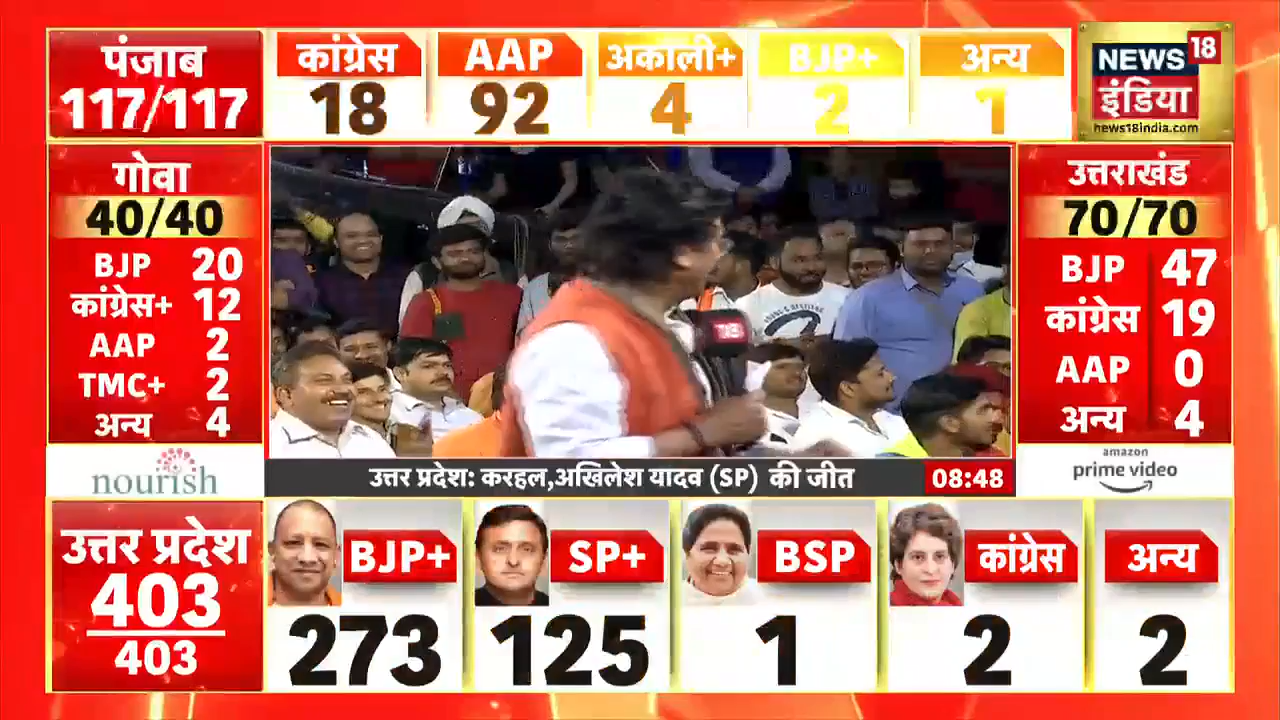 पंजाब
117/117
कांग्रेस
18
AAP
92
अकाली+
4
BJP+
2
अन्य
1
NEWS 18
इंडिया
news18india.com
गोवा
40/40
BJP 20
कांग्रेस+ 12
AAP 2
TMC+ 2
अन्य 4
उत्तराखंड
70/70
BJP 47
कांग्रेस 19
AAP 0
अन्य 4
nourish
उत्तर प्रदेश: करहल,अखिलेश यादव (SP) की जीत
08:48
amazon
prime video
उत्तर प्रदेश
403
403
BJP+
273
SP+
125
BSP
1
कांग्रेस
2
अन्य
2